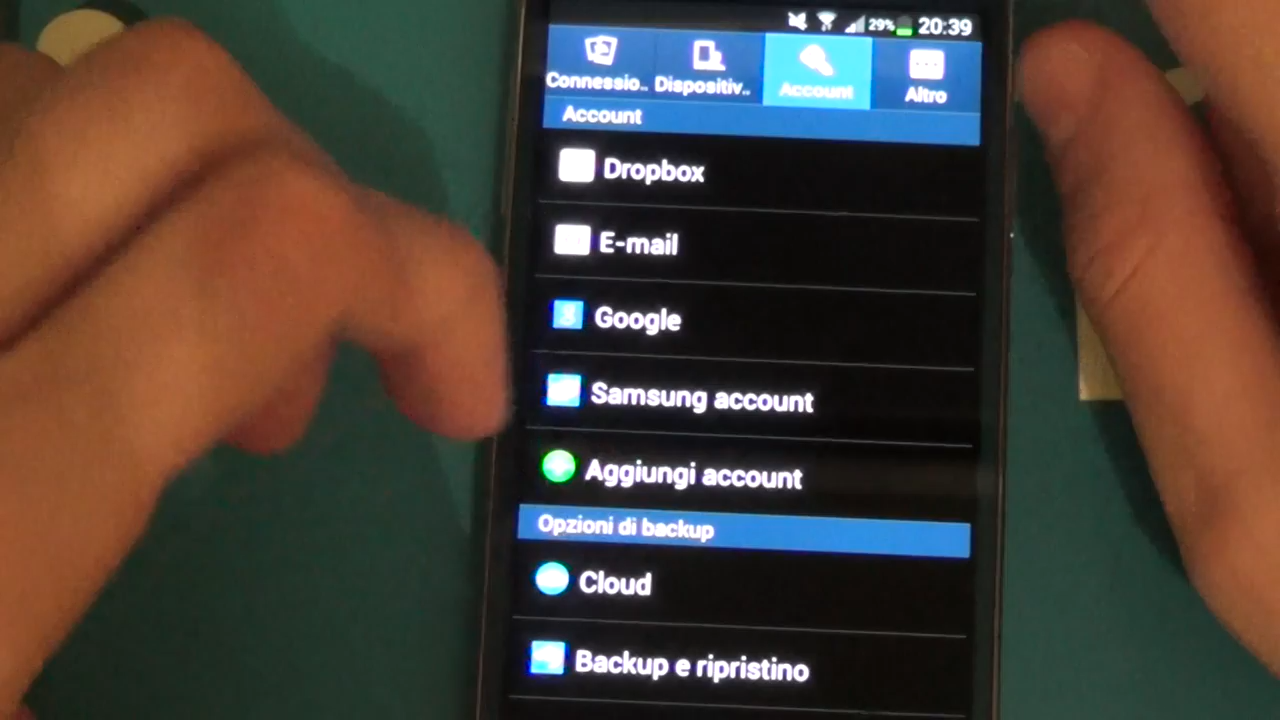 29% 20:39
Connessio.. Dispositiv.. Account Altro
Account
Dropbox
E-mail
Google
Samsung account
Aggiungi account
Opzioni di backup
Cloud
Backup e ripristino